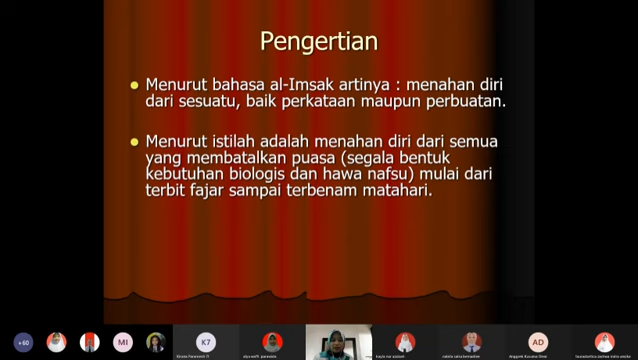 Pengertian
Menurut bahasa al-Imsak artinya : menahan diri
dari sesuatu, baik perkataan maupun perbuatan.
Menurut istilah adalah menahan diri dari semua
yang membatalkan puasa (segala bentuk
kebutuhan biologis dan hawa nafsu) mulai dari
terbit fajar sampai terbenam matahari.
+60
MI
K7
AD